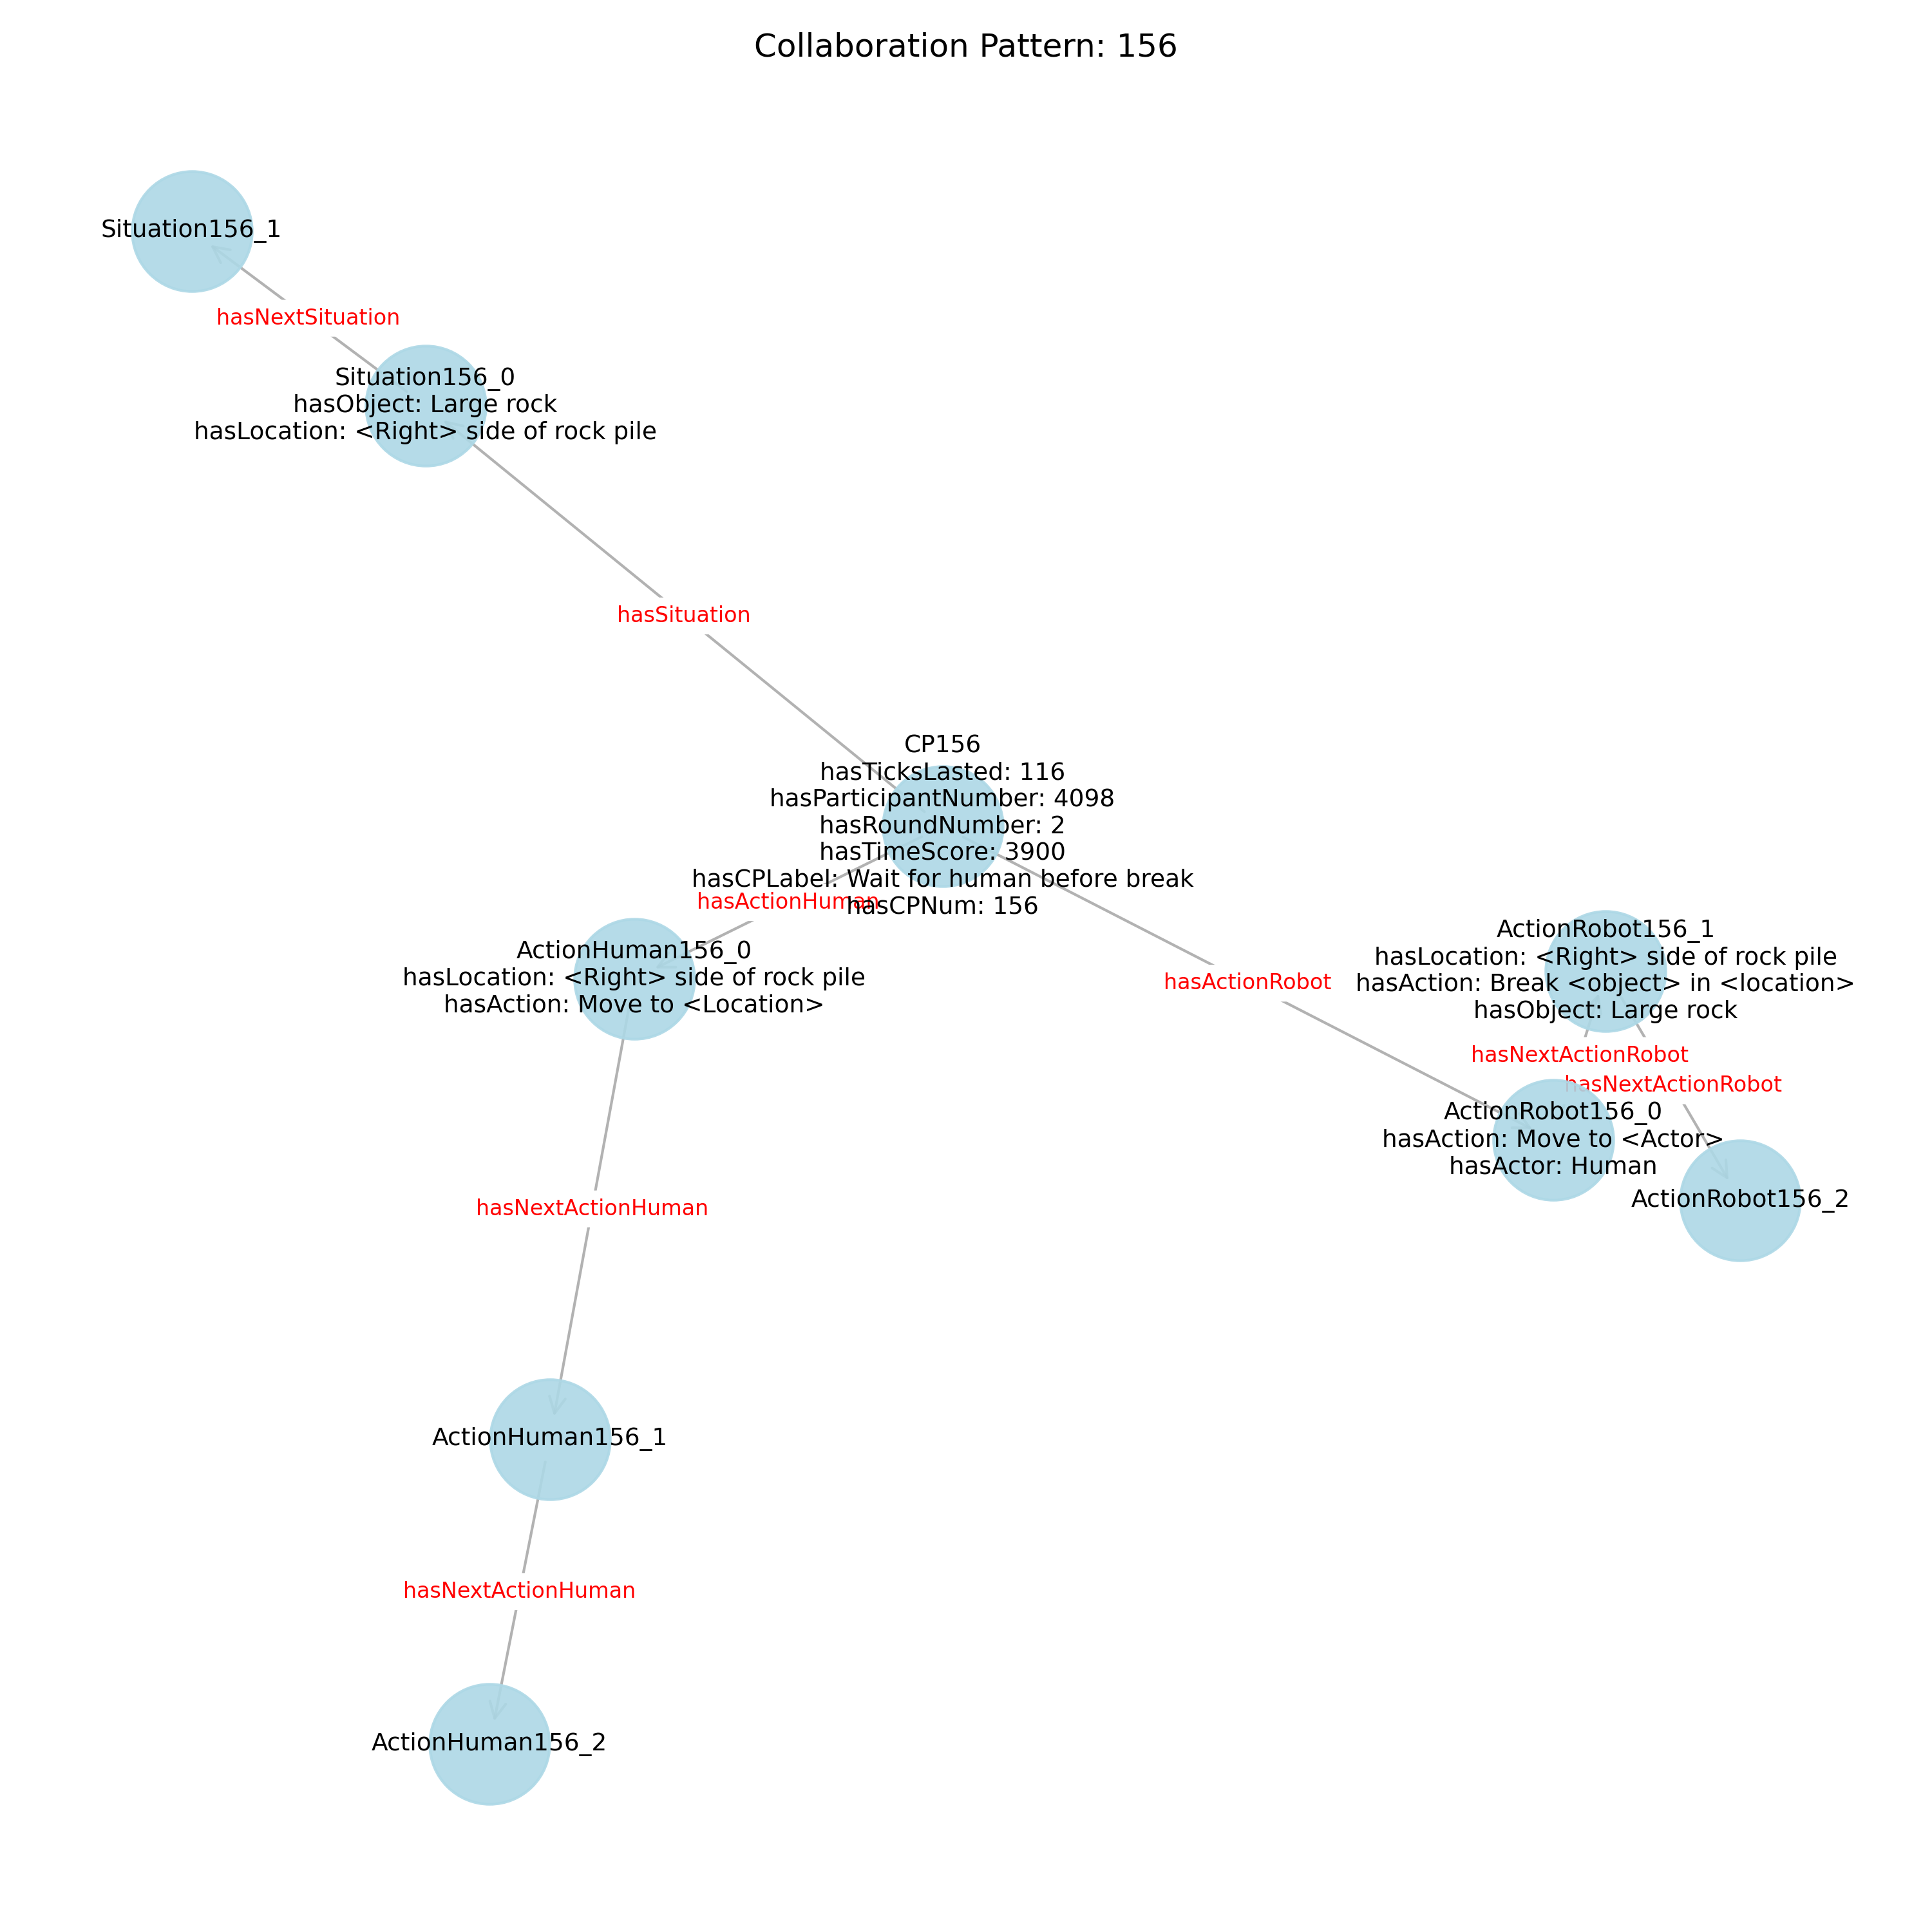 Collaboration Pattern: 156
Situation156_1
hasNextSituation
Situation156_0
hasObject: Large rock
hasLocation: <Right> side of rock pile
hasSituation
CP156
hasTicksLasted: 116
hasParticipantNumber: 4098
hasRoundNumber: 2
hasTimeScore: 3900
hasCPLabel: Wait for human before break
hasCPNum: 156
hasActionHuman
ActionHuman156_0
hasLocation: <Right> side of rock pile
hasAction: Move to <Location>
hasActionRobot
ActionRobot156_1
hasLocation: <Right> side of rock pile
hasAction: Break <object> in <location>
hasObject: Large rock
hasNextActionRobot
hasNextActionRobot
ActionRobot156_0
hasAction: Move to <Actor>
hasActor: Human
ActionRobot156_2
hasNextActionHuman
ActionHuman156_1
hasNextActionHuman
ActionHuman156_2